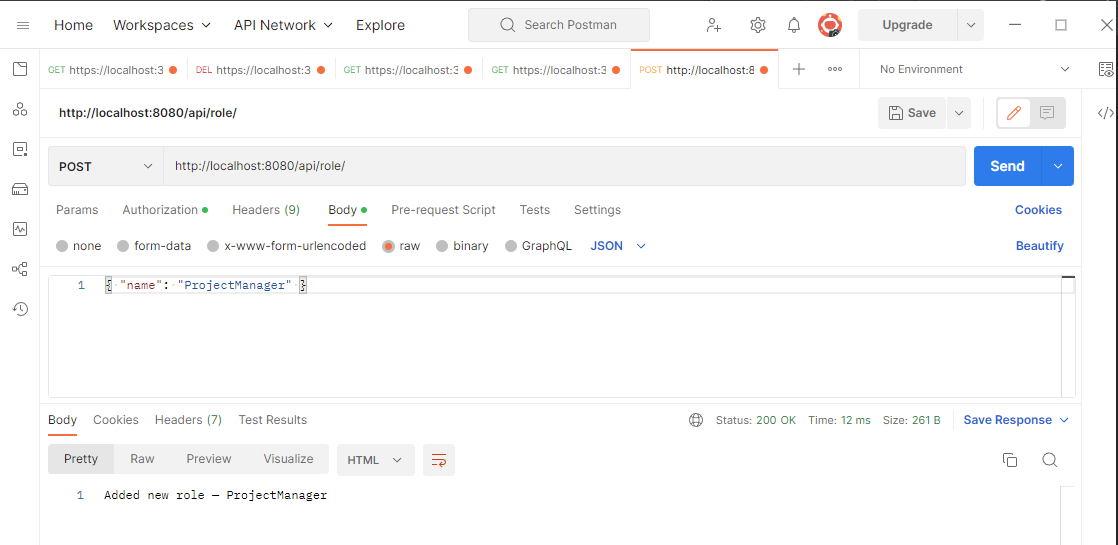 Home Workspaces API Network Explore Search Postman Upgrade
GET https://localhost:3 DEL https://localhost:3 GET https://localhost:3 GET https://localhost:3 POST http://localhost:8 No Environment
http://localhost:8080/api/role/ Save
POST http://localhost:8080/api/role/ Send
Params Authorization Headers (9) Body Pre-request Script Tests Settings Cookies
none form-data x-www-form-urlencoded raw binary GraphQL JSON Beautify
1 { "name": "ProjectManager" }
Body Cookies Headers (7) Test Results Status: 200 OK Time: 12 ms Size: 261 B Save Response
Pretty Raw Preview Visualize HTML
1 Added new role — ProjectManager